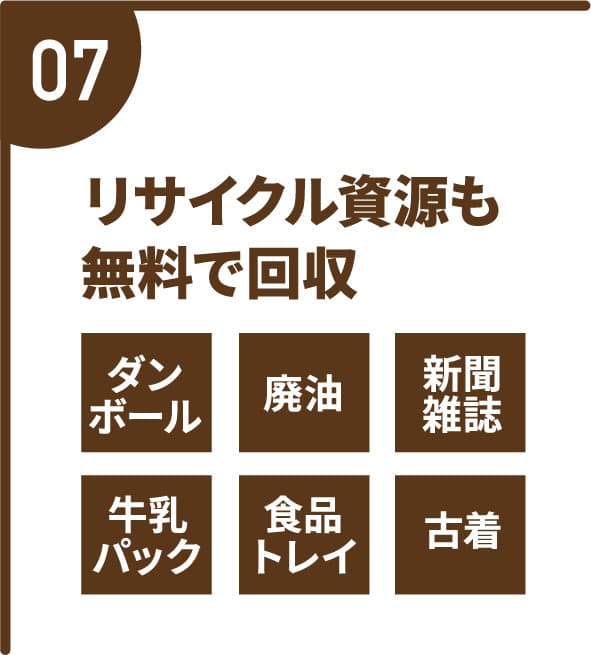 07
リサイクル資源も
無料で回収
ダン
ボール
廃油
新聞
雑誌
牛乳
パック
食品
トレイ
古着